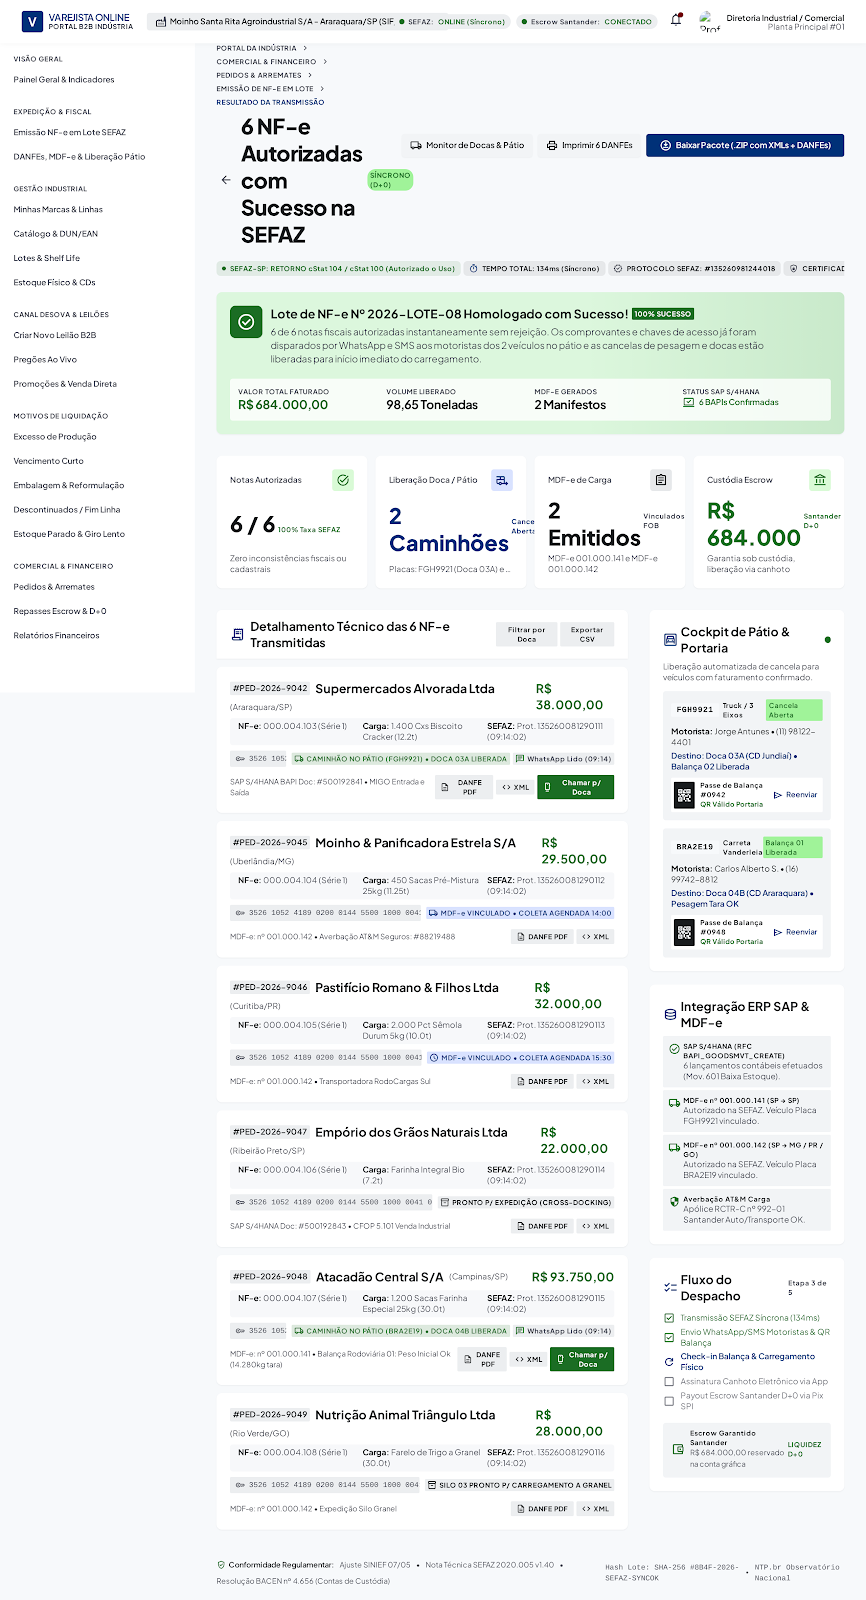 V
VAREJISTA ONLINE
PORTAL B2B INDÚSTRIA
Moinho Santa Rita Agroindustrial S/A - Araraquara/SP (SIF
SEFAZ: ONLINE (Síncrono)
Escrow Santander: CONECTADO
Diretoria Industrial / Comercial
Planta Principal #01
VISÃO GERAL
Painel Geral & Indicadores
EXPEDIÇÃO & FISCAL
Emissão NF-e em Lote SEFAZ
DANFEs, MDF-e & Liberação Pátio
GESTÃO INDUSTRIAL
Minhas Marcas & Linhas
Catálogo & DUN/EAN
Lotes & Shelf Life
Estoque Físico & CDs
CANAL DESOVA & LEILÕES
Criar Novo Leilão B2B
Pregões Ao Vivo
Promoções & Venda Direta
MOTIVOS DE LIQUIDAÇÃO
Excesso de Produção
Vencimento Curto
Embalagem & Reformulação
Descontinuados / Fim Linha
Estoque Parado & Giro Lento
COMERCIAL & FINANCEIRO
Pedidos & Arremates
Repasses Escrow & D+0
Relatórios Financeiros
PORTAL DA INDÚSTRIA >
COMERCIAL & FINANCEIRO >
PEDIDOS & ARREMATES >
EMISSÃO DE NF-E EM LOTE >
RESULTADO DA TRANSMISSÃO
6 NF-e
Autorizadas
com
Sucesso na
SEFAZ
SÍNCRONO
(D+0)
Monitor de Docas & Pátio
Imprimir 6 DANFEs
Baixar Pacote (.ZIP com XMLs + DANFEs)
SEFAZ-SP: RETORNO cStat 104 / cStat 100 (Autorizado o Uso)
TEMPO TOTAL: 134ms (Síncrono)
PROTOCOLO SEFAZ: #135260981244018
CERTIFICAD
Lote de NF-e Nº 2026-LOTE-08 Homologado com Sucesso! 100% SUCESSO
6 de 6 notas fiscais autorizadas instantaneamente sem rejeição. Os comprovantes e chaves de acesso já foram
disparados por WhatsApp e SMS aos motoristas dos 2 veículos no pátio e as cancelas de pesagem e docas estão
liberadas para início imediato do carregamento.
VALOR TOTAL FATURADO
R$ 684.000,00
VOLUME LIBERADO
98,65 Toneladas
MDF-E GERADOS
2 Manifestos
STATUS SAP S/4HANA
6 BAPIs Confirmadas
Notas Autorizadas
6 / 6 100% Taxa SEFAZ
Zero inconsistências fiscais ou
cadastrais
Liberação Doca / Pátio
2
Caminhões
Cance
Aberta
Placas: FGH9921 (Doca 03A) e ...
MDF-e de Carga
2
Emitidos
Vinculados
FOB
MDF-e 001.000.141 e MDF-e
001.000.142
Custódia Escrow
R$
684.000
Santander
D+0
Garantia sob custódia,
liberação via canhoto
Detalhamento Técnico das 6 NF-e
Transmitidas
Filtrar por
Doca
Exportar
CSV
#PED-2026-9042 Supermercados Alvorada Ltda
(Araraquara/SP)
R$
38.000,00
NF-e: 000.004.103 (Série 1)
Carga: 1.400 Cxs Biscoito
Cracker (12.2t)
SEFAZ: Prot. 135260081290111
(09:14:02)
3526 105
CAMINHÃO NO PÁTIO (FGH9921) • DOCA 03A LIBERADA
WhatsApp Lido (09:14)
SAP S/4HANA BAPI Doc: #500192841 • MIGO Entrada e
Saída
DANFE
PDF
XML
Chamar p/
Doca
#PED-2026-9045 Moinho & Panificadora Estrela S/A
(Uberlândia/MG)
R$
29.500,00
NF-e: 000.004.104 (Série 1)
Carga: 450 Sacas Pré-Mistura
25kg (11.25t)
SEFAZ: Prot. 135260081290112
(09:14:02)
3526 1052 4189 0200 0144 5500 1000 004
MDF-e VINCULADO • COLETA AGENDADA 14:00
MDF-e: nº 001.000.142 • Averbação AT&M Seguros: #88219488
DANFE PDF
XML
#PED-2026-9046 Pastifício Romano & Filhos Ltda
(Curitiba/PR)
R$
32.000,00
NF-e: 000.004.105 (Série 1)
Carga: 2.000 Pct Sêmola
Durum 5kg (10.0t)
SEFAZ: Prot. 135260081290113
(09:14:02)
3526 1052 4189 0200 0144 5500 1000 004
MDF-e VINCULADO • COLETA AGENDADA 15:30
MDF-e: nº 001.000.142 • Transportadora RodoCargas Sul
DANFE PDF
XML
#PED-2026-9047 Empório dos Grãos Naturais Ltda
(Ribeirão Preto/SP)
R$
22.000,00
NF-e: 000.004.106 (Série 1)
Carga: Farinha Integral Bio
(7.2t)
SEFAZ: Prot. 135260081290114
(09:14:02)
3526 1052 4189 0200 0144 5500 1000 0041 0
PRONTO P/ EXPEDIÇÃO (CROSS-DOCKING)
SAP S/4HANA Doc: #500192843 • CFOP 5.101 Venda Industrial
DANFE PDF
XML
#PED-2026-9048 Atacadão Central S/A (Campinas/SP) R$ 93.750,00
NF-e: 000.004.107 (Série 1)
Carga: 1.200 Sacas Farinha
Especial 25kg (30.0t)
SEFAZ: Prot. 135260081290115
(09:14:02)
3526 105
CAMINHÃO NO PÁTIO (BRA2E19) • DOCA 04B LIBERADA
WhatsApp Lido (09:14)
MDF-e: nº 001.000.141 • Balança Rodoviária 01: Peso Inicial Ok
(14.280kg tara)
DANFE
PDF
XML
Chamar p/
Doca
#PED-2026-9049 Nutrição Animal Triângulo Ltda
(Rio Verde/GO)
R$
28.000,00
NF-e: 000.004.108 (Série 1)
Carga: Farelo de Trigo a Granel
(30.0t)
SEFAZ: Prot. 135260081290116
(09:14:02)
3526 1052 4189 0200 0144 5500 1000 004
SILO 03 PRONTO P/ CARREGAMENTO A GRANEL
MDF-e: nº 001.000.142 • Expedição Silo Granel
DANFE PDF
XML
Cockpit de Pátio &
Portaria
Liberação automatizada de cancela para
veículos com faturamento confirmado.
FGH9921
Truck / 3
Eixos
Cancela
Aberta
Motorista: Jorge Antunes • (11) 98122-
4401
Destino: Doca 03A (CD Jundiaí) •
Balança 02 Liberada
Passe de Balança
#0942
QR Válido Portaria
Reenviar
BRA2E19
Carreta
Vanderleia
Balança 01
Liberada
Motorista: Carlos Alberto S. • (16)
99742-8812
Destino: Doca 04B (CD Araraquara) •
Pesagem Tara OK
Passe de Balança
#0948
QR Válido Portaria
Reenviar
Integração ERP SAP &
MDF-e
SAP S/4HANA (RFC
BAPI_GOODSMVT_CREATE)
6 lançamentos contábeis efetuados
(Mov. 601 Baixa Estoque).
MDF-e nº 001.000.141 (SP → SP)
Autorizado na SEFAZ. Veículo Placa
FGH9921 vinculado.
MDF-e nº 001.000.142 (SP → MG / PR /
GO)
Autorizado na SEFAZ. Veículo Placa
BRA2E19 vinculado.
Averbação AT&M Carga
Apólice RCTR-C nº 992-01
Santander Auto/Transporte OK.
Fluxo do
Despacho
Etapa 3 de
5
Transmissão SEFAZ Síncrona (134ms)
Envio WhatsApp/SMS Motoristas & QR
Balança
Check-in Balança & Carregamento
Físico
Assinatura Canhoto Eletrônico via App
Payout Escrow Santander D+0 via Pix
SPI
Escrow Garantido
Santander
R$ 684.000,00 reservado
na conta gráfica
LIQUIDEZ
D+0
Conformidade Regulamentar: Ajuste SINIEF 07/05 • Nota Técnica SEFAZ 2020.005 v1.40 •
Resolução BACEN nº 4.656 (Contas de Custódia)
Hash Lote: SHA-256 #8B4F-2026-
SEFAZ-SYNCOK
• NTP.br Observatório
Nacional